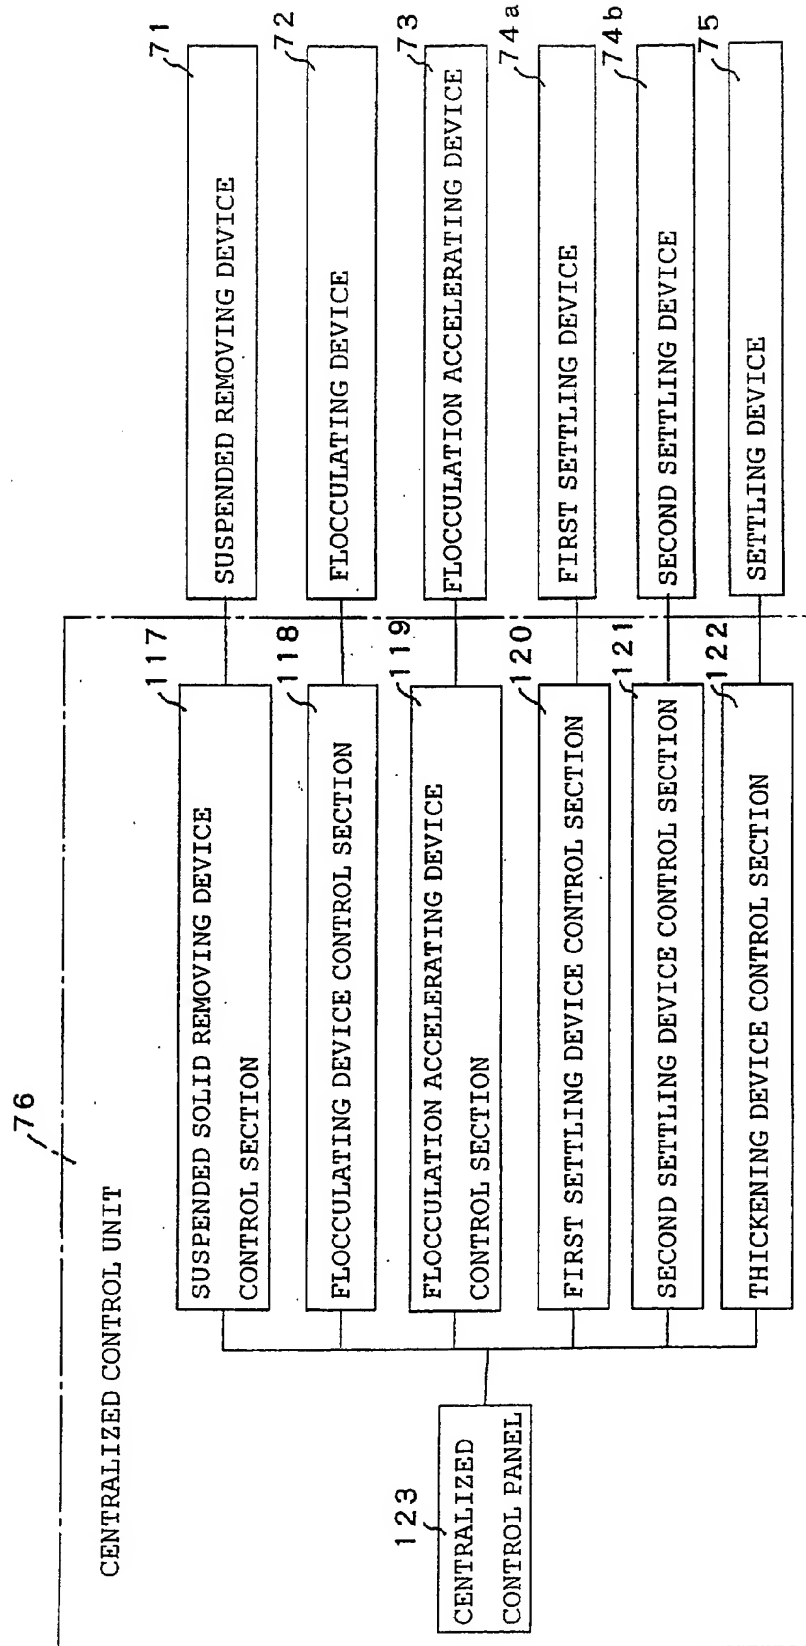 76
CENTRALIZED CONTROL UNIT
123
CENTRALIZED
CONTROL PANEL
117
SUSPENDED SOLID REMOVING DEVICE
CONTROL SECTION
71
SUSPENDED REMOVING DEVICE
118
FLOCCULATING DEVICE CONTROL SECTION
72
FLOCCULATING DEVICE
119
FLOCCULATION ACCELERATING DEVICE
CONTROL SECTION
73
FLOCCULATION ACCELERATING DEVICE
120
FIRST SETTLING DEVICE CONTROL SECTION
74a
FIRST SETTLING DEVICE
121
SECOND SETTLING DEVICE CONTROL SECTION
74b
SECOND SETTLING DEVICE
122
THICKENING DEVICE CONTROL SECTION
75
SETTLING DEVICE